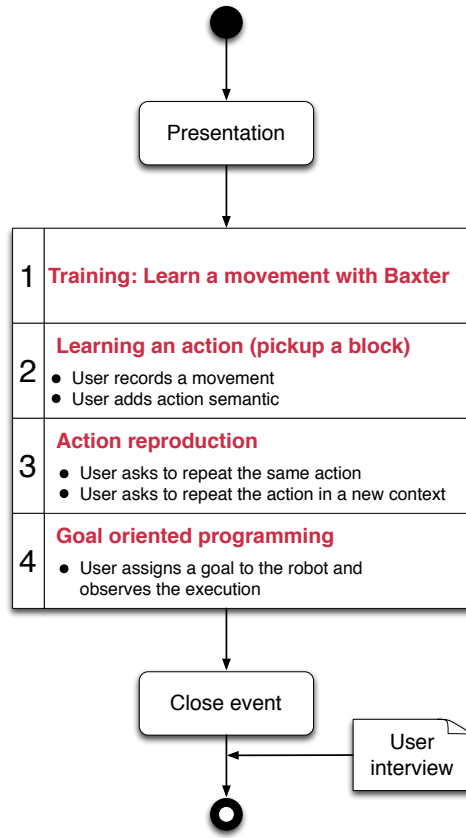 Presentation
1
Training: Learn a movement with Baxter
2
Learning an action (pickup a block)
● User records a movement
● User adds action semantic
3
Action reproduction
● User asks to repeat the same action
● User asks to repeat the action in a new context
4
Goal oriented programming
● User assigns a goal to the robot and
observes the execution
Close event
User
interview